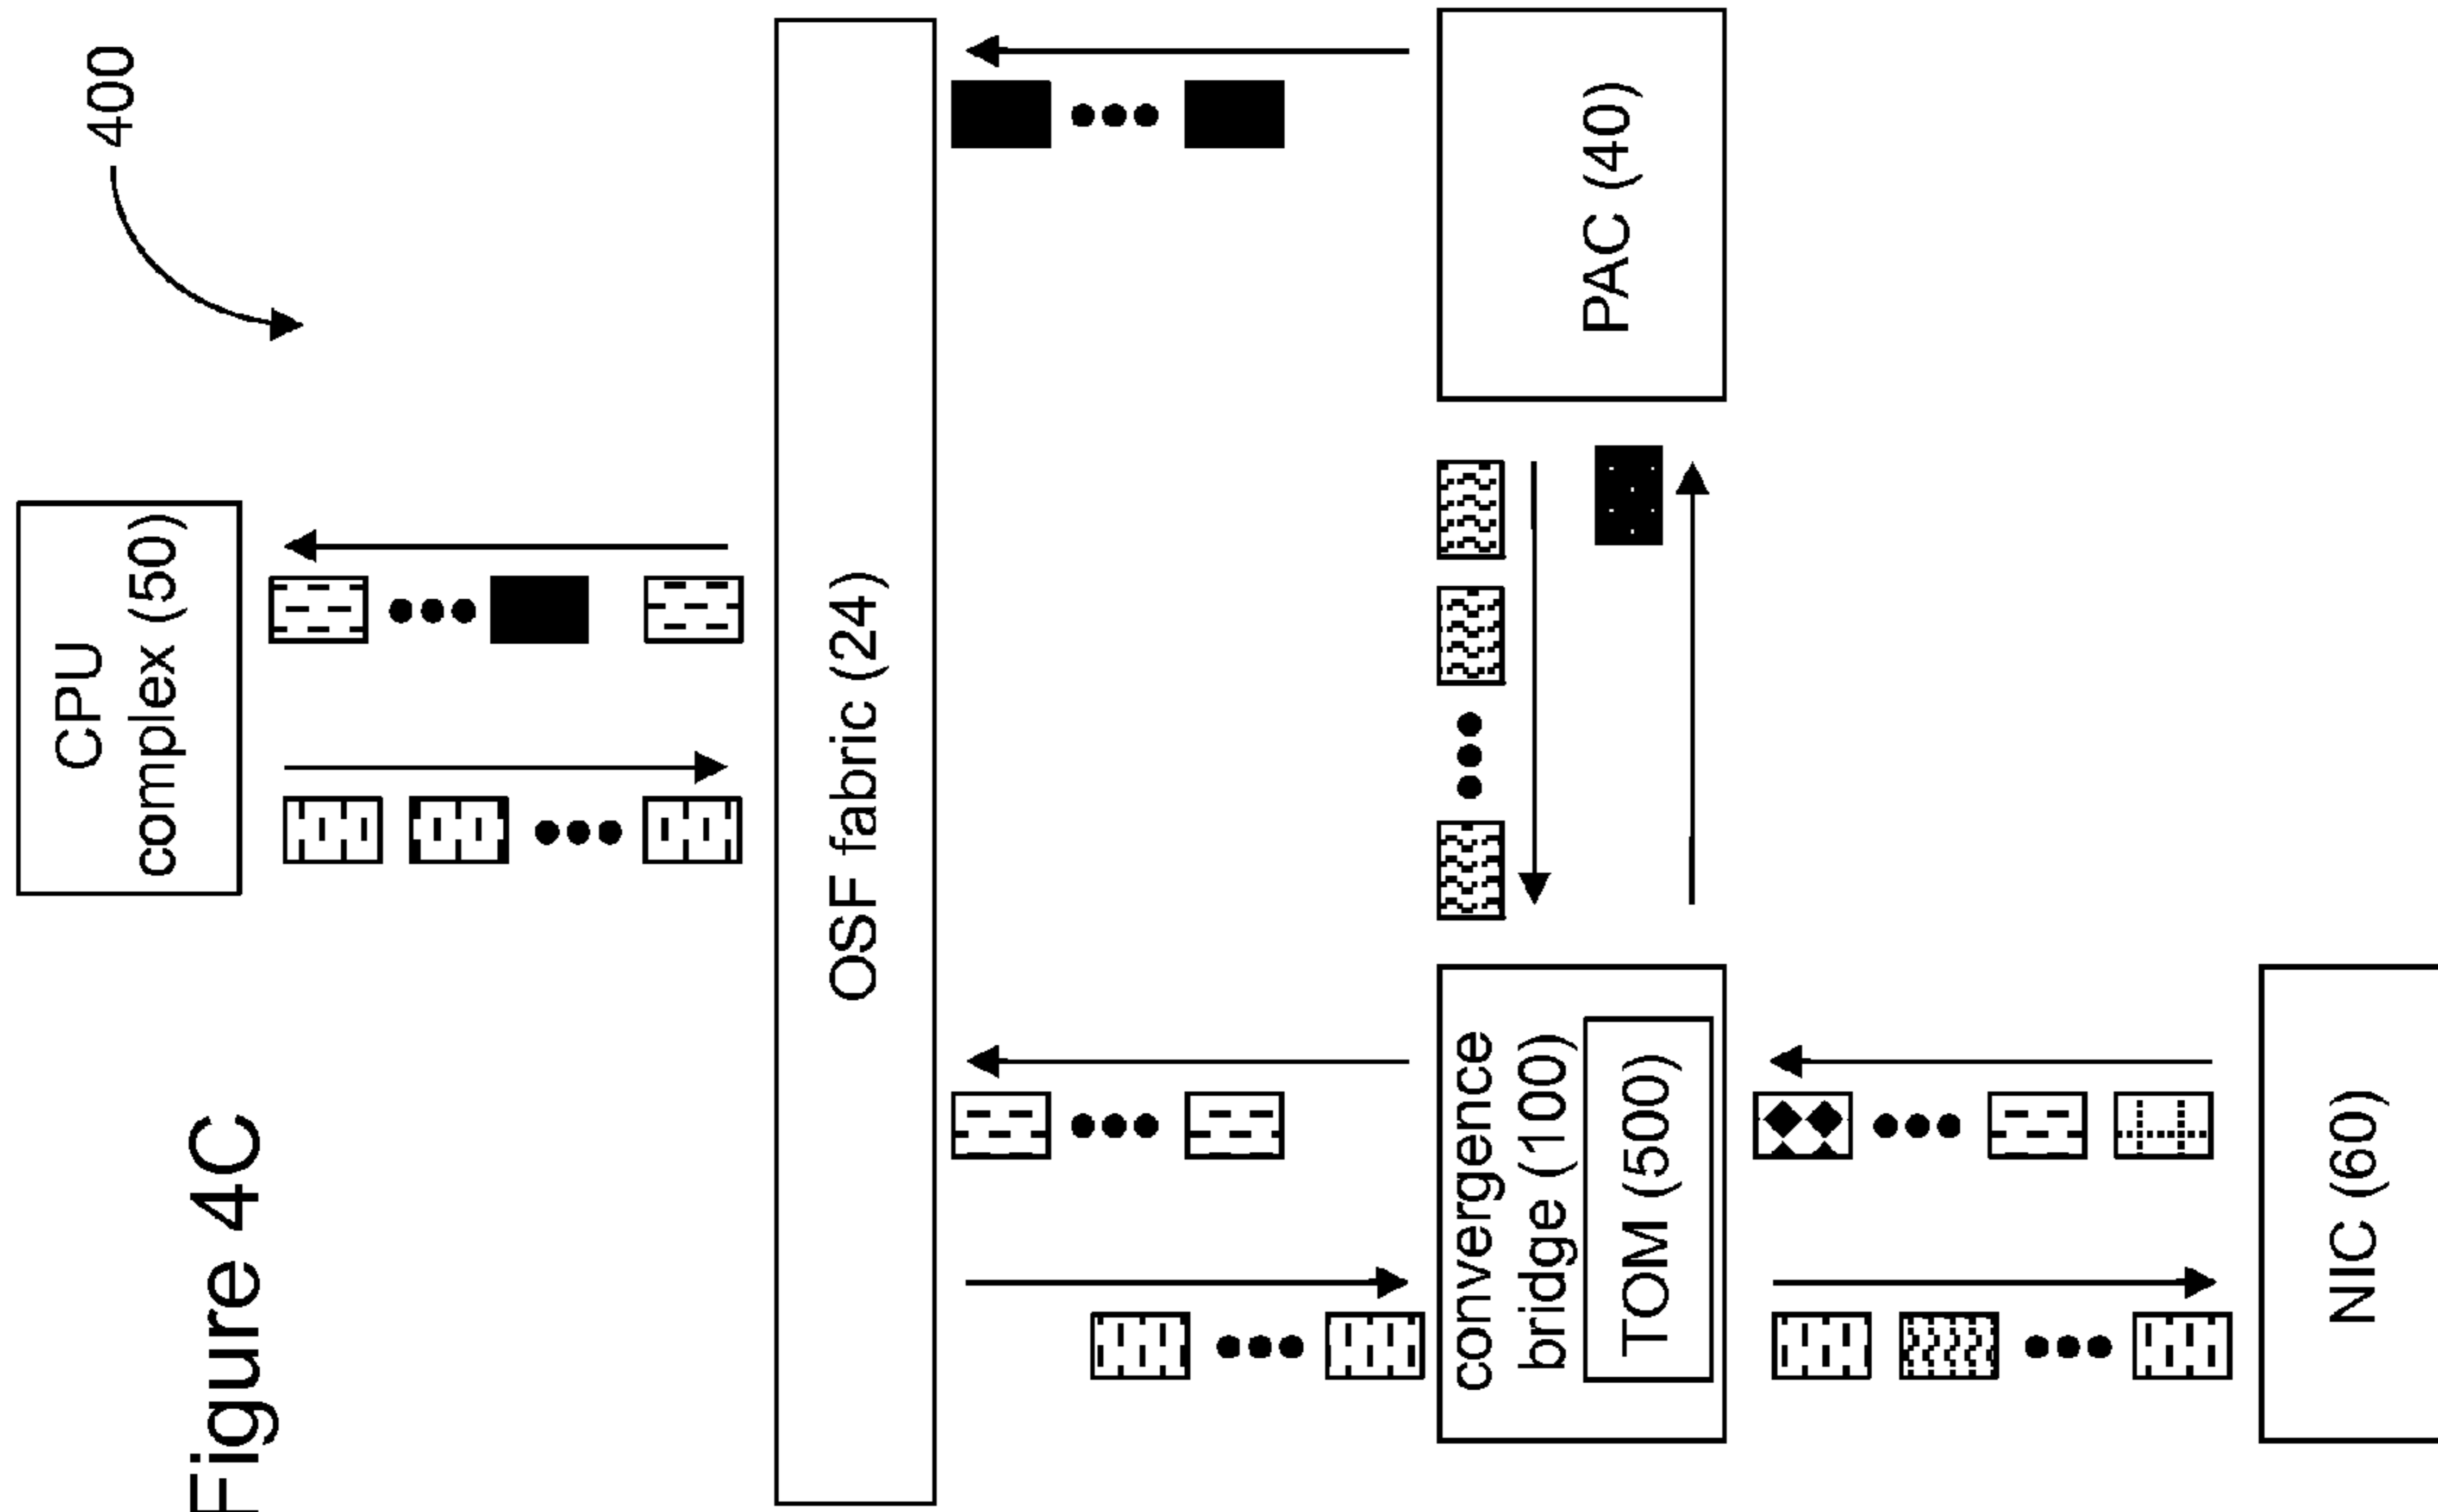 Figure 4C
400
CPU
complex (50)
OSF fabric (24)
convergence
bridge (100)
TOM (500)
PAC (40)
NIC (60)